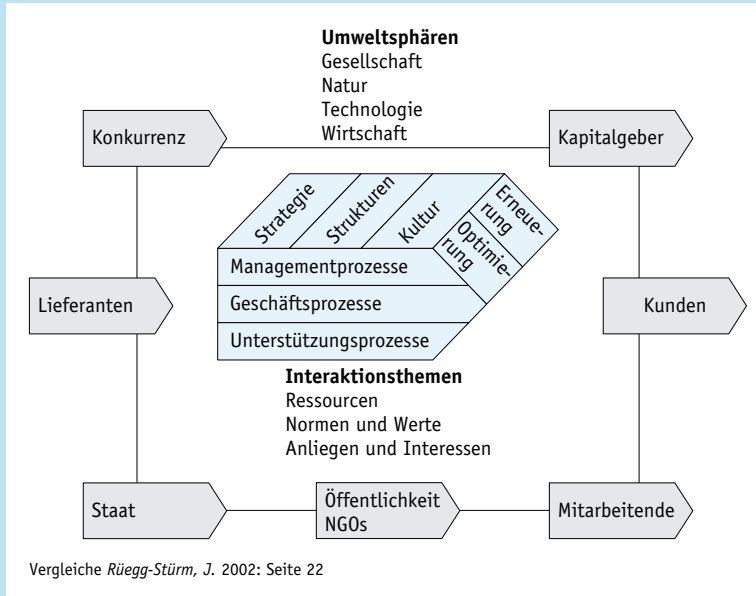 Umweltsphären
Gesellschaft
Natur
Technologie
Wirtschaft
Konkurrenz
Kapitalgeber
Strategie
Strukturen
Kultur
Erneue-
rung
Optimie-
rung
Managementprozesse
Geschäftsprozesse
Unterstützungsprozesse
Lieferanten
Kunden
Interaktionsthemen
Ressourcen
Normen und Werte
Anliegen und Interessen
Staat
Öffentlichkeit
NGOs
Mitarbeitende
Vergleiche Rüegg-Stürm, J. 2002: Seite 22